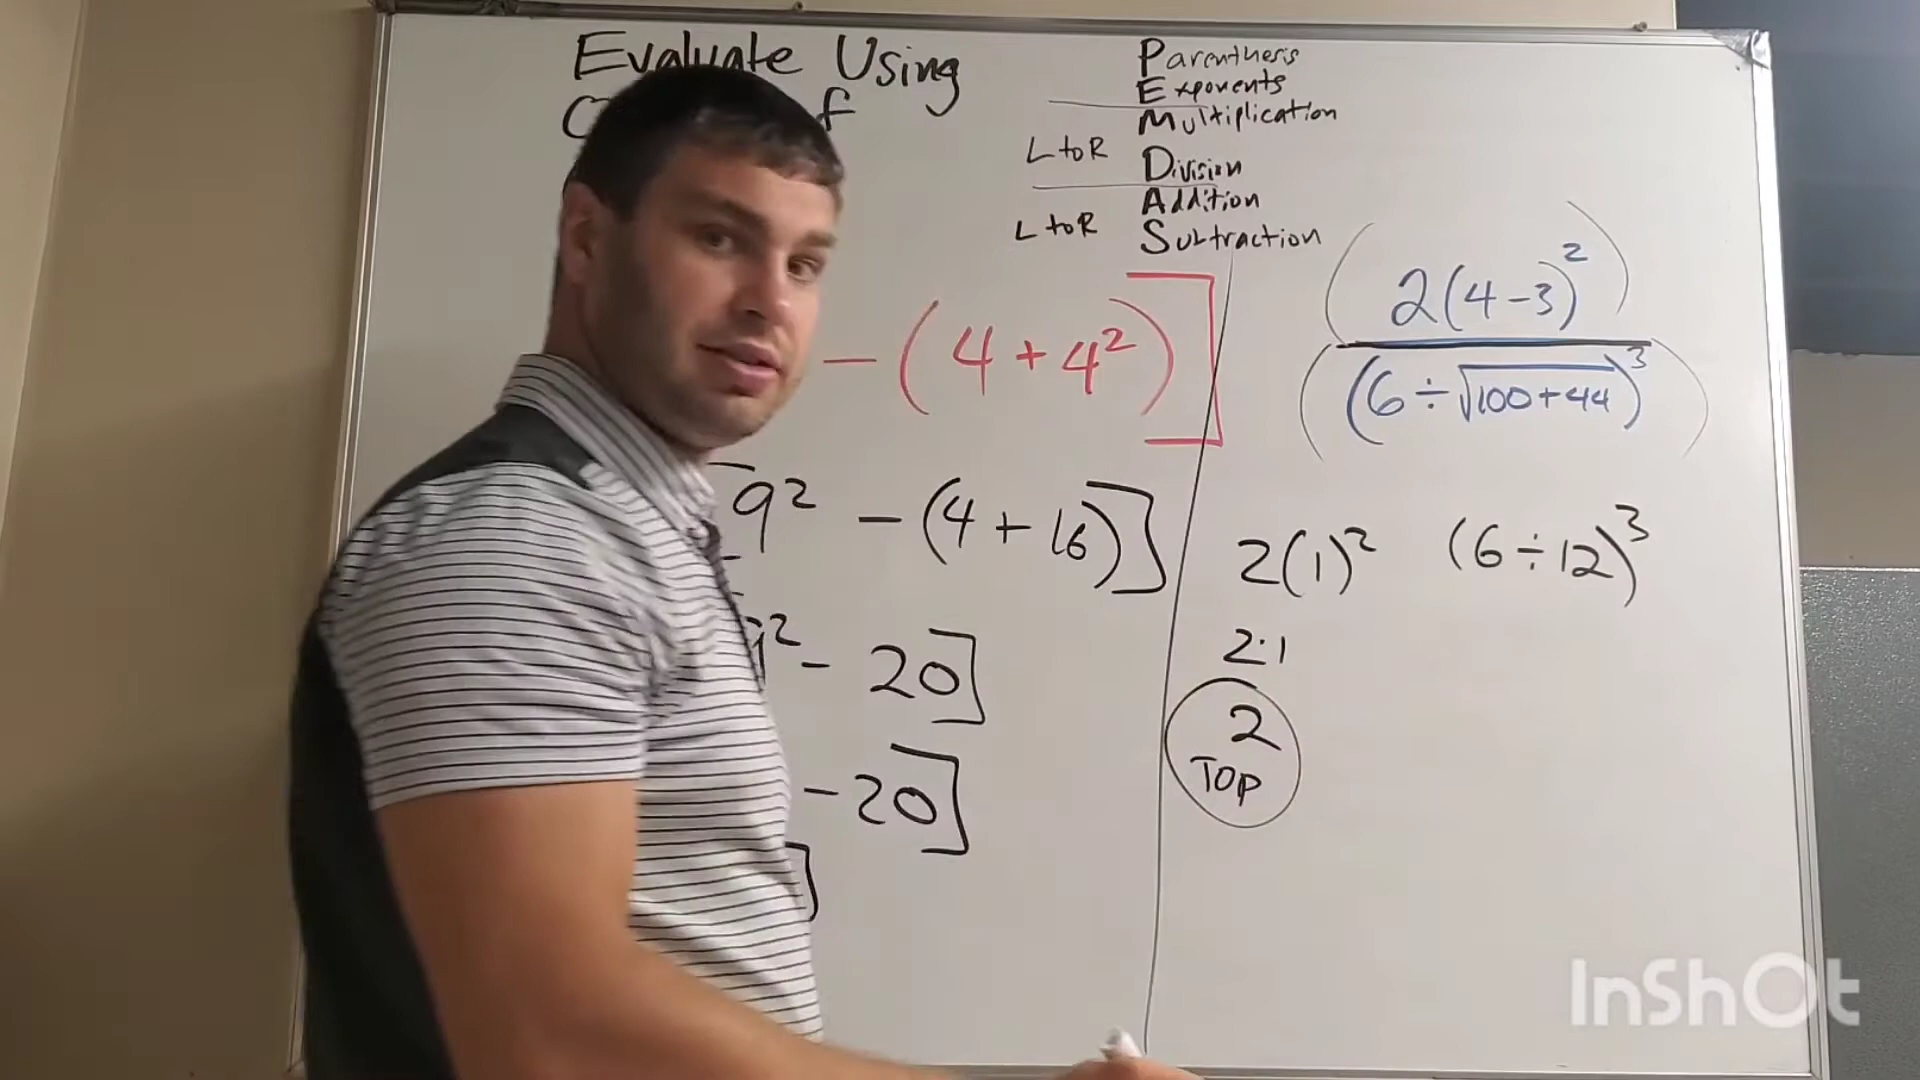 Evaluate Using
Parenthesis
Exponents
Multiplication
L to R Division
Addition
L to R Subtraction
- (4 + 4²)]
9² - (4 + 16)]
9² - 20]
- 20]
]
2(4-3)²
(6 ÷ √100+44)³
2(1)² (6 ÷ 12)³
2·1
2
Top
InShOt